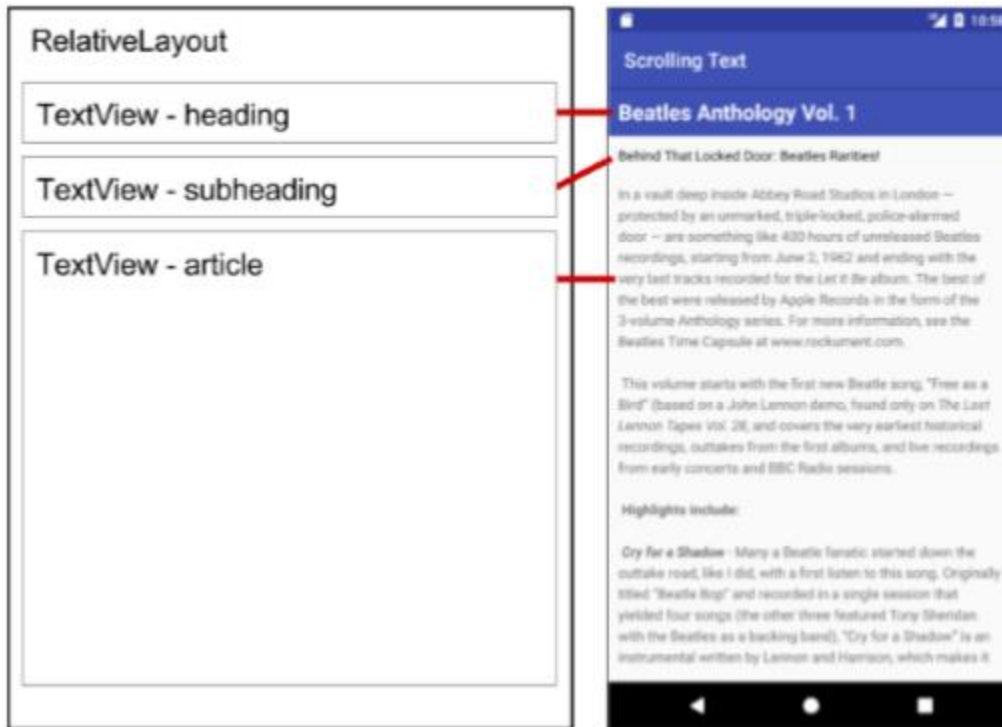 RelativeLayout
TextView - heading
TextView - subheading
TextView - article
10:56
Scrolling Text
Beatles Anthology Vol. 1
Behind That Locked Door: Beatles Rarities!
In a vault deep inside Abbey Road Studios in London —
protected by an unmarked, triple-locked, police-alarmed
door — are something like 400 hours of unreleased Beatles
recordings, starting from June 2, 1962 and ending with the
very last tracks recorded for the Let It Be album. The best of
the best were released by Apple Records in the form of the
3-volume Anthology series. For more information, see the
Beatles Time Capsule at www.rockument.com.
This volume starts with the first new Beatle song, "Free as a
Bird" (based on a John Lennon demo, found only on The Lost
Lennon Tapes Vol. 28, and covers the very earliest historical
recordings, outtakes from the first albums, and live recordings
from early concerts and BBC Radio sessions.
Highlights include:
Cry for a Shadow - Many a Beatle fanatic started down the
outtake road, like I did, with a first listen to this song. Originally
titled "Beatle Bop" and recorded in a single session that
yielded four songs (the other three featured Tony Sheridan
with the Beatles as a backing band), "Cry for a Shadow" is an
instrumental written by Lennon and Harrison, which makes it